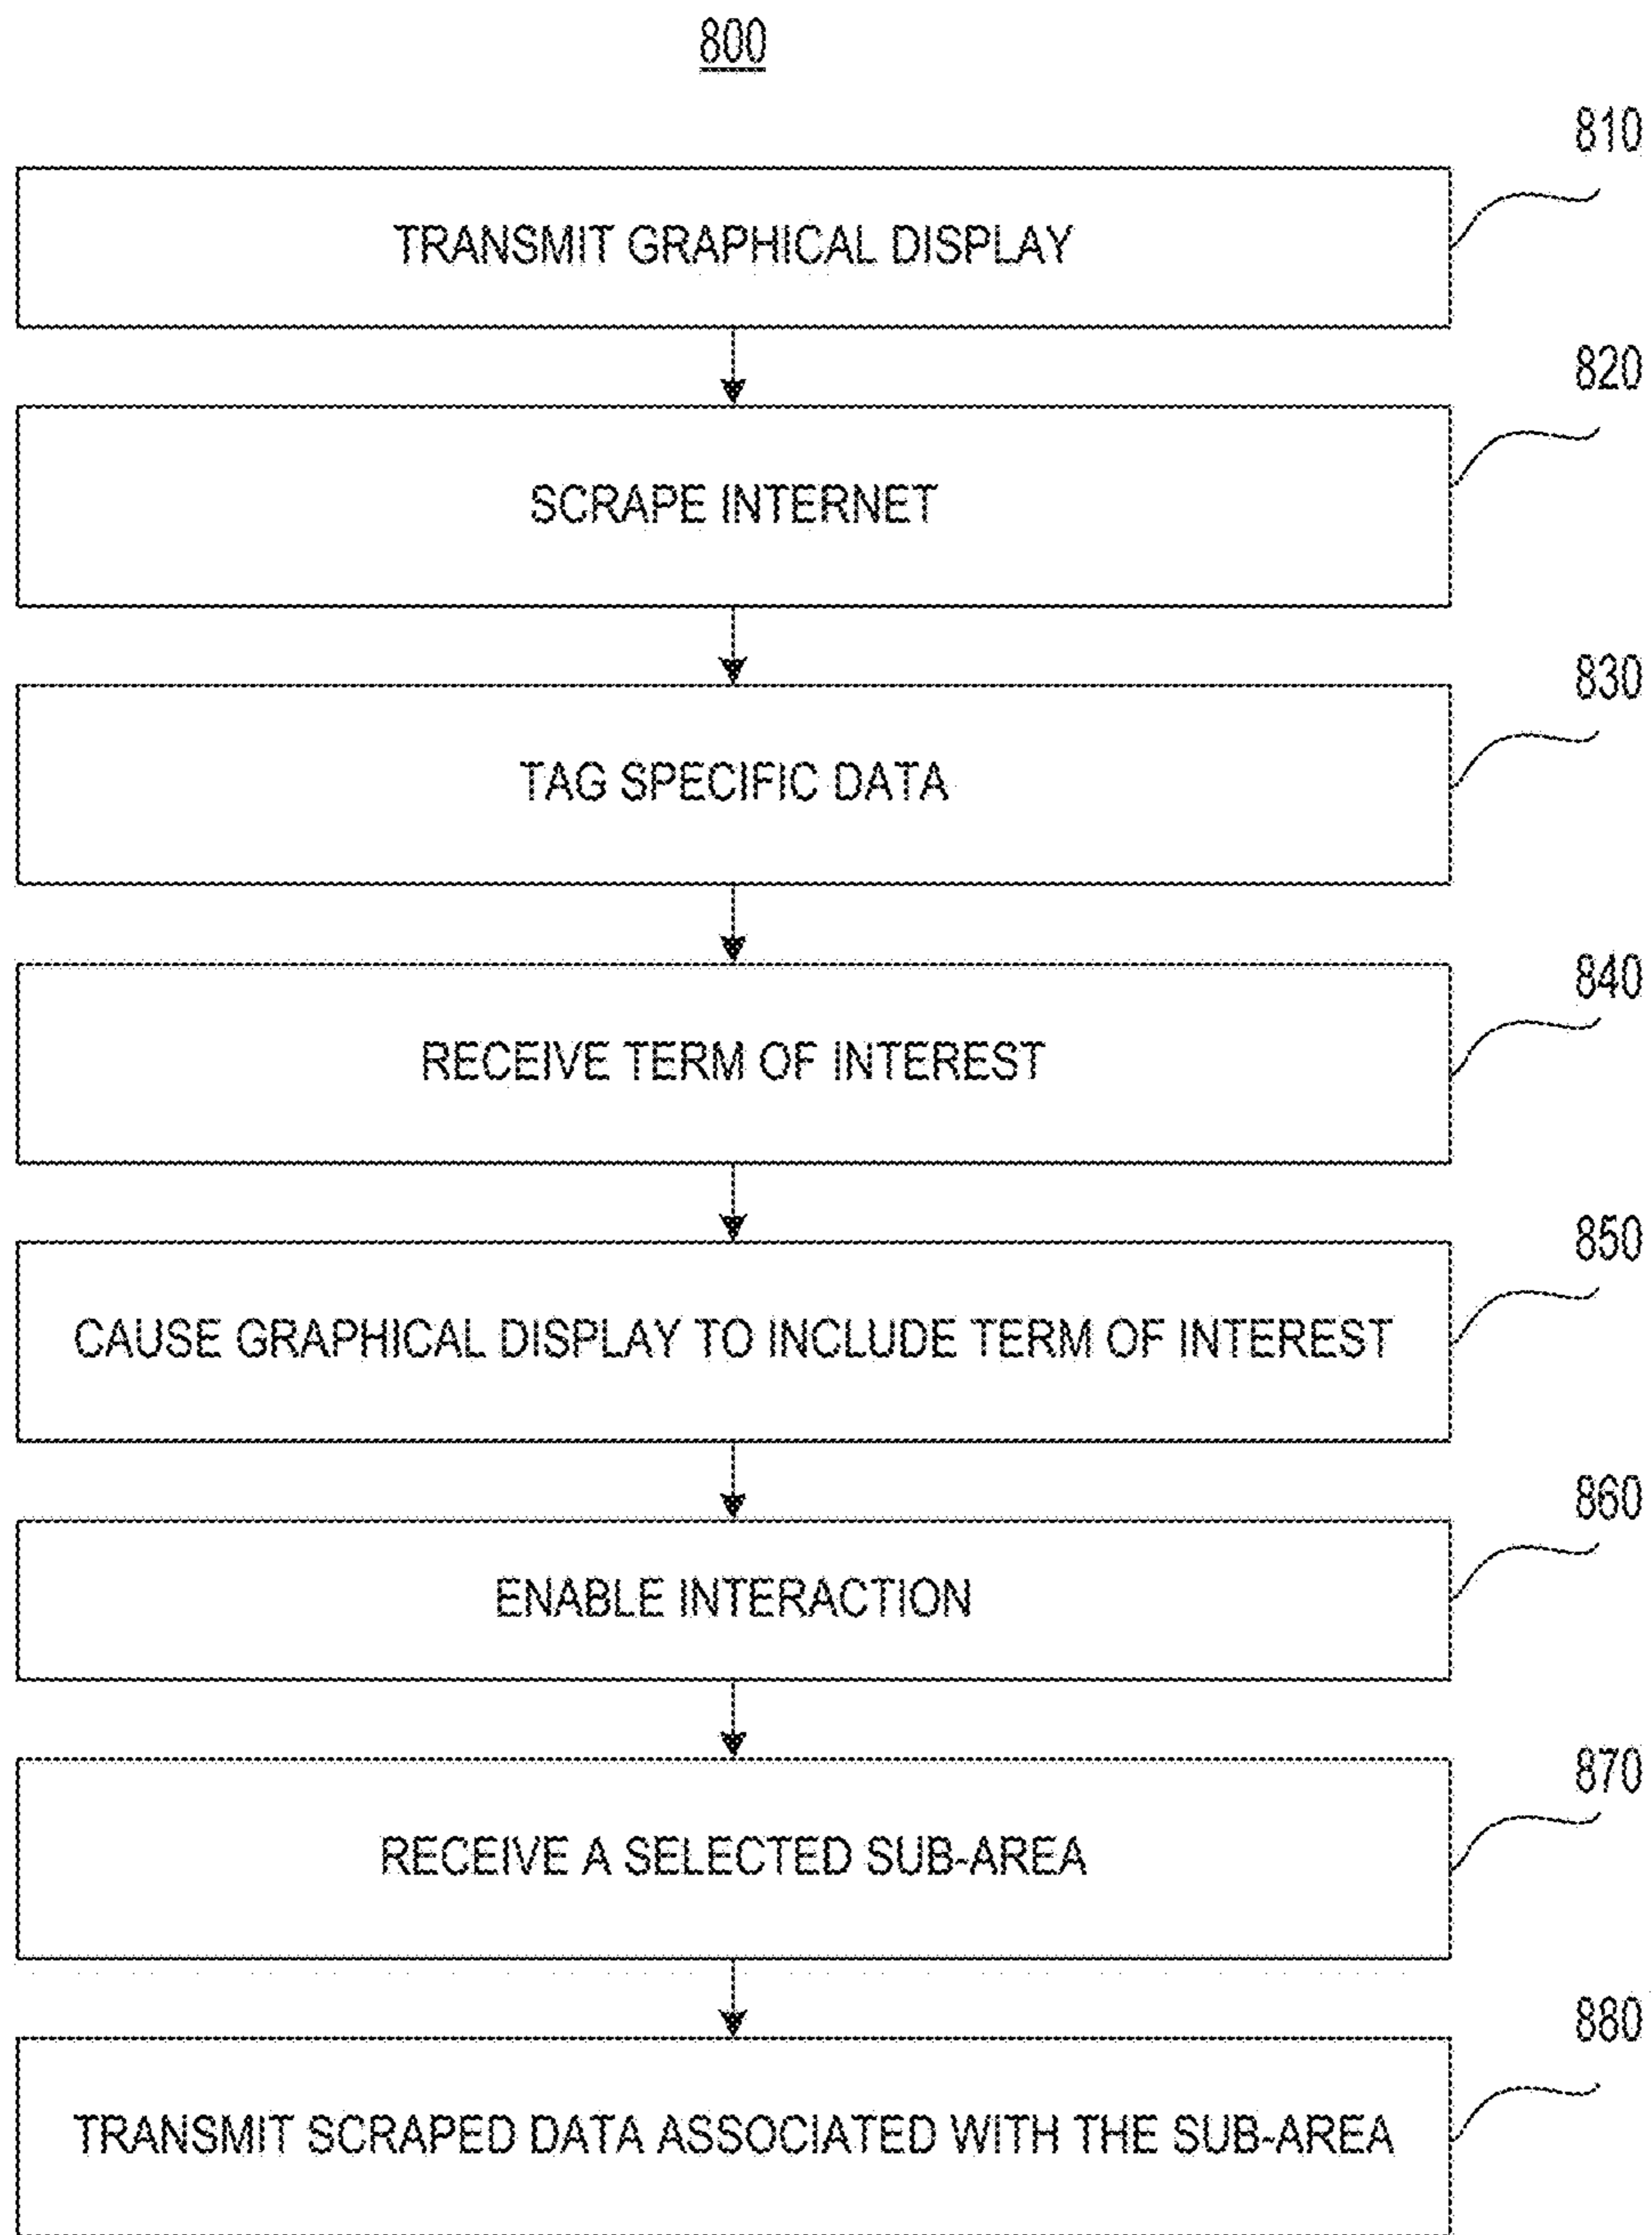 800
810
TRANSMIT GRAPHICAL DISPLAY
820
SCRAPE INTERNET
830
TAG SPECIFIC DATA
840
RECEIVE TERM OF INTEREST
850
CAUSE GRAPHICAL DISPLAY TO INCLUDE TERM OF INTEREST
860
ENABLE INTERACTION
870
RECEIVE A SELECTED SUB-AREA
880
TRANSMIT SCRAPED DATA ASSOCIATED WITH THE SUB-AREA